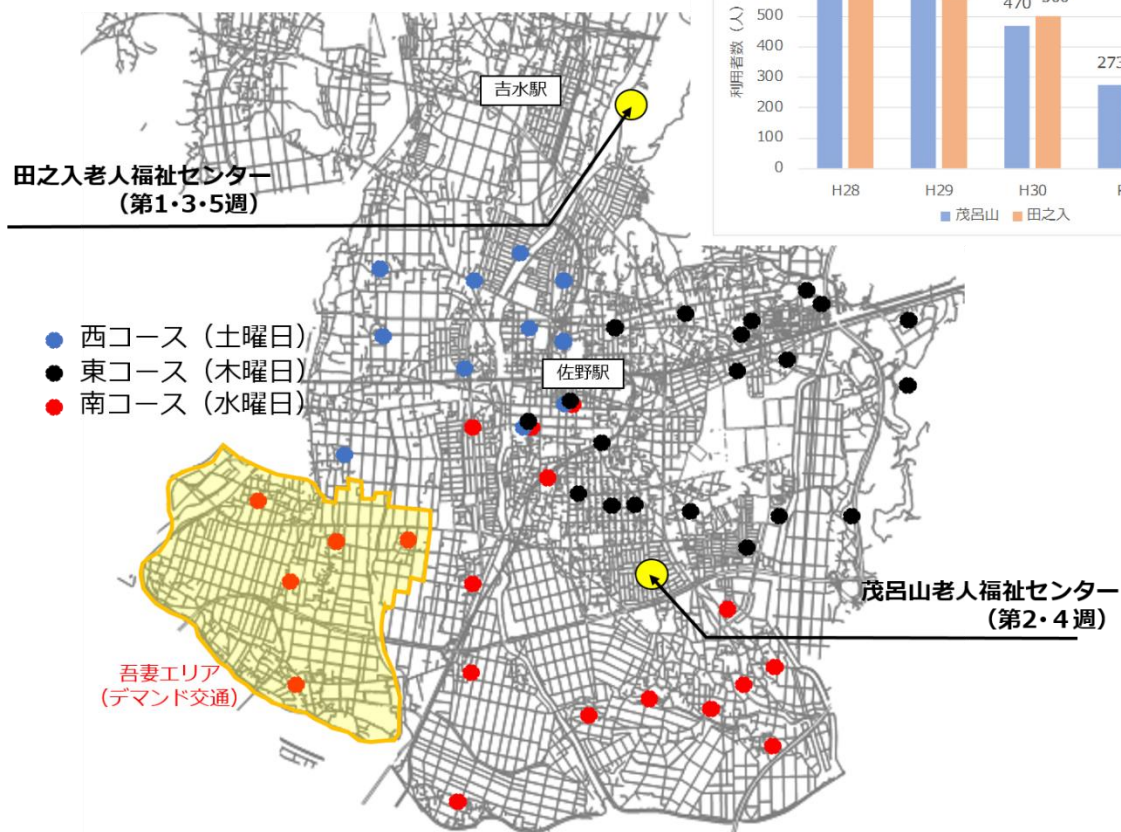 利用者数（人）
500
400
300
200
100
0
470
273
H28
H29
H30
茂呂山
田之入
吉水駅
田之入老人福祉センター
（第1・3・5週）
西コース（土曜日）
東コース（木曜日）
南コース（水曜日）
佐野駅
茂呂山老人福祉センター
（第2・4週）
吾妻エリア
（デマンド交通）